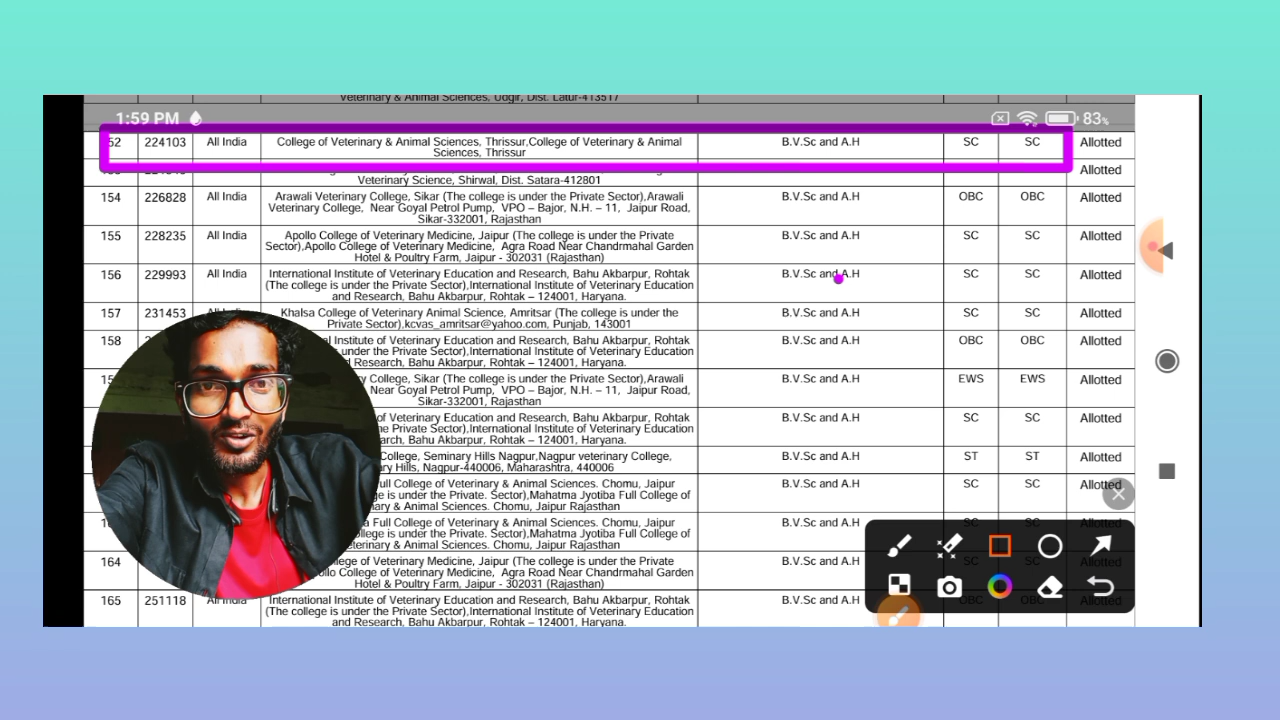 Veterinary & Animal Sciences, Udgir, Dist. Latur-413517
1:59 PM 83%
52 224103 All India College of Veterinary & Animal Sciences, Thrissur,College of Veterinary & Animal B.V.Sc and A.H SC SC Allotted
Sciences, Thrissur
Allotted
Veterinary Science, Shirwal, Dist. Satara-412801
154 226828 All India Arawali Veterinary College, Sikar (The college is under the Private Sector),Arawali B.V.Sc and A.H OBC OBC Allotted
Veterinary College, Near Goyal Petrol Pump, VPO – Bajor, N.H. – 11, Jaipur Road,
Sikar-332001, Rajasthan
155 228235 All India Apollo College of Veterinary Medicine, Jaipur (The college is under the Private B.V.Sc and A.H SC SC Allotted
Sector),Apollo College of Veterinary Medicine, Agra Road Near Chandrmahal Garden
Hotel & Poultry Farm, Jaipur - 302031 (Rajasthan)
156 229993 All India International Institute of Veterinary Education and Research, Bahu Akbarpur, Rohtak B.V.Sc and A.H SC SC Allotted
(The college is under the Private Sector),International Institute of Veterinary Education
and Research, Bahu Akbarpur, Rohtak – 124001, Haryana.
157 231453 Khalsa College of Veterinary Animal Science, Amritsar (The college is under the B.V.Sc and A.H SC SC Allotted
Private Sector),kcvas_amritsar@yahoo.com, Punjab, 143001
158 Institute of Veterinary Education and Research, Bahu Akbarpur, Rohtak B.V.Sc and A.H OBC OBC Allotted
under the Private Sector),International Institute of Veterinary Education
Research, Bahu Akbarpur, Rohtak – 124001, Haryana.
College, Sikar (The college is under the Private Sector),Arawali B.V.Sc and A.H EWS EWS Allotted
Near Goyal Petrol Pump, VPO – Bajor, N.H. – 11, Jaipur Road,
Sikar-332001, Rajasthan
of Veterinary Education and Research, Bahu Akbarpur, Rohtak B.V.Sc and A.H SC SC Allotted
Private Sector),International Institute of Veterinary Education
Bahu Akbarpur, Rohtak – 124001, Haryana.
College, Seminary Hills Nagpur,Nagpur veterinary College, B.V.Sc and A.H ST ST Allotted
Hills, Nagpur-440006, Maharashtra, 440006
Full College of Veterinary & Animal Sciences. Chomu, Jaipur B.V.Sc and A.H SC SC Allotted
is under the Private. Sector),Mahatma Jyotiba Full College of
& Animal Sciences. Chomu, Jaipur Rajasthan
Full College of Veterinary & Animal Sciences. Chomu, Jaipur B.V.Sc and A.H SC SC Allotted
is under the Private. Sector),Mahatma Jyotiba Full College of
Animal Sciences. Chomu, Jaipur Rajasthan
164 of Veterinary Medicine, Jaipur (The college is under the Private B.V.Sc and A.H SC SC Allotted
College of Veterinary Medicine, Agra Road Near Chandrmahal Garden
Hotel & Poultry Farm, Jaipur - 302031 (Rajasthan)
165 251118 All India International Institute of Veterinary Education and Research, Bahu Akbarpur, Rohtak B.V.Sc and A.H OBC OBC Allotted
(The college is under the Private Sector),International Institute of Veterinary Education
and Research, Bahu Akbarpur, Rohtak – 124001, Haryana.